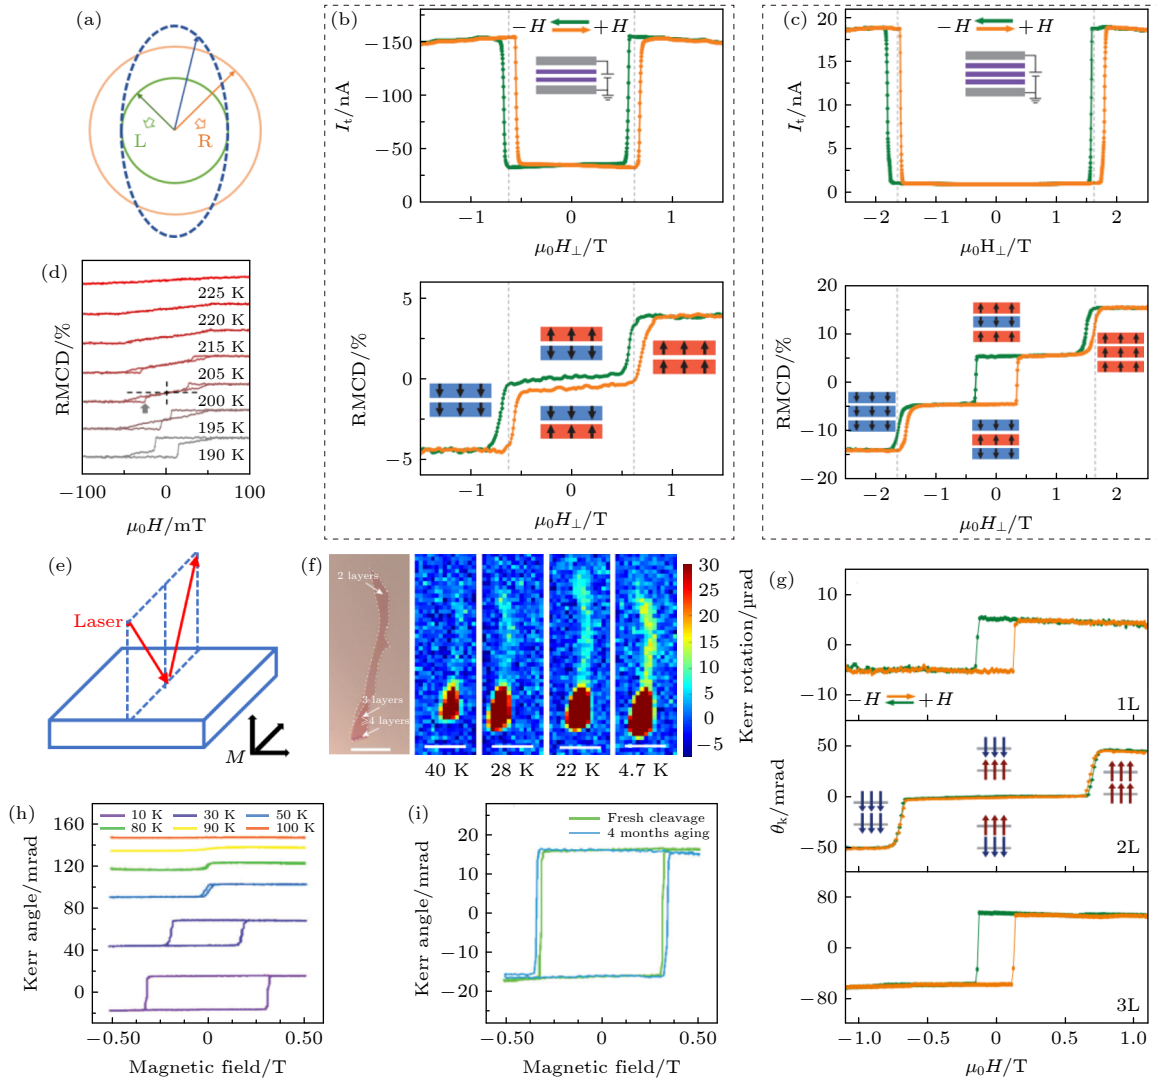 (a)
L
R
(b)
−H
+H
−150
−100
−50
0
It/nA
−1
0
1
μ0H⊥/T
5
0
−5
RMCD/%
−1
0
1
μ0H⊥/T
(c)
−H
+H
20
15
10
5
0
It/nA
−2
−1
0
1
2
μ0H⊥/T
20
10
0
−10
−20
RMCD/%
−2
−1
0
1
2
μ0H⊥/T
(d)
225 K
220 K
215 K
205 K
200 K
195 K
190 K
RMCD/%
−100
0
100
μ0H/mT
(e)
Laser
M
(f)
2 layers
3 layers
>4 layers
40 K
28 K
22 K
4.7 K
30
25
20
15
10
5
0
−5
Kerr rotation/μrad
(g)
10
0
−10
−H
+H
1L
50
0
−50
2L
θk/mrad
80
0
−80
3L
−1.0
−0.5
0
0.5
1.0
μ0H/T
(h)
10 K
30 K
50 K
80 K
90 K
100 K
160
120
80
40
0
Kerr angle/mrad
−0.50
0
0.50
Magnetic field/T
(i)
Fresh cleavage
4 months aging
24
16
8
0
−8
−16
−24
Kerr angle/mrad
−0.50
0
0.50
Magnetic field/T